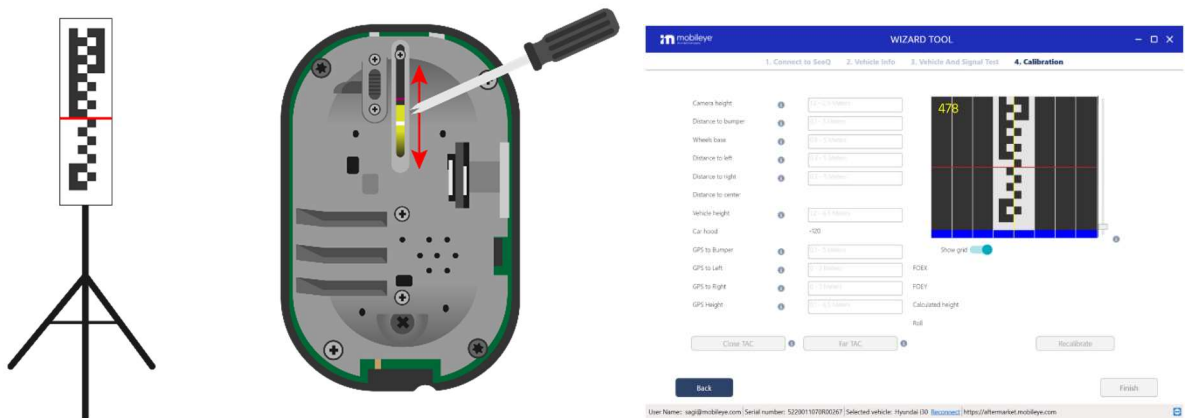 mobileye
WIZARD TOOL
1. Connect to SeeQ 2. Vehicle Info 3. Vehicle And Signal Test 4. Calibration
Camera height
Distance to bumper
Wheels base
Distance to left
Distance to right
Distance to center
Vehicle height
Car hood -120
GPS to Bumper
GPS to Left
GPS to Right
GPS Height
478
Show grid
FOEX
FOEY
Calculated height
Roll
Close TAC Far TAC Recalibrate
Back Finish
User Name: sagi@mobileye.com Serial number: 5220011070R00267 Selected vehicle: Hyundai i30 Reconnect https://aftermarket.mobileye.com